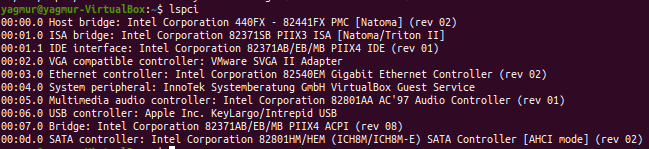 yagmur@yagmur-VirtualBox:~$ lspci
00:00.0 Host bridge: Intel Corporation 440FX - 82441FX PMC [Natoma] (rev 02)
00:01.0 ISA bridge: Intel Corporation 82371SB PIIX3 ISA [Natoma/Triton II]
00:01.1 IDE interface: Intel Corporation 82371AB/EB/MB PIIX4 IDE (rev 01)
00:02.0 VGA compatible controller: VMware SVGA II Adapter
00:03.0 Ethernet controller: Intel Corporation 82540EM Gigabit Ethernet Controller (rev 02)
00:04.0 System peripheral: InnoTek Systemberatung GmbH VirtualBox Guest Service
00:05.0 Multimedia audio controller: Intel Corporation 82801AA AC'97 Audio Controller (rev 01)
00:06.0 USB controller: Apple Inc. KeyLargo/Intrepid USB
00:07.0 Bridge: Intel Corporation 82371AB/EB/MB PIIX4 ACPI (rev 08)
00:0d.0 SATA controller: Intel Corporation 82801HM/HEM (ICH8M/ICH8M-E) SATA Controller [AHCI mode] (rev 02)